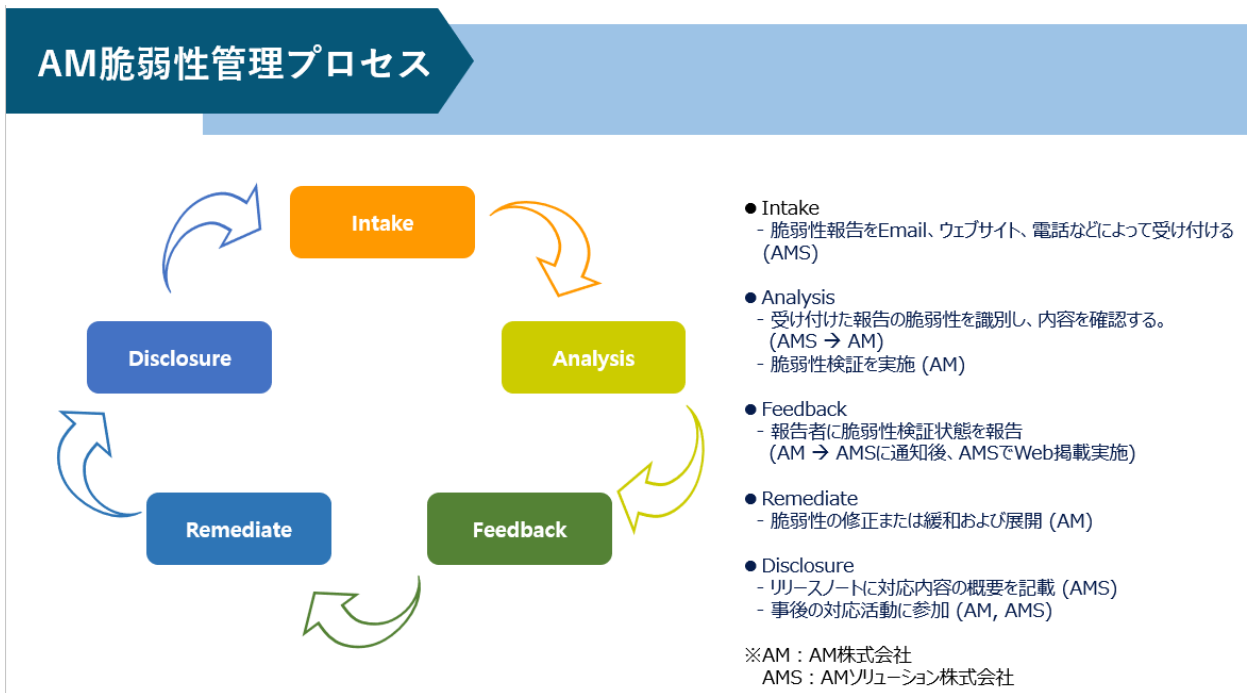 AM脆弱性管理プロセス
Intake
Analysis
Feedback
Remediate
Disclosure
● Intake
- 脆弱性報告をEmail、ウェブサイト、電話などによって受け付ける
(AMS)
● Analysis
- 受け付けた報告の脆弱性を識別し、内容を確認する。
(AMS → AM)
- 脆弱性検証を実施 (AM)
● Feedback
- 報告者に脆弱性検証状態を報告
(AM → AMSに通知後、AMSでWeb掲載実施)
● Remediate
- 脆弱性の修正または緩和および展開 (AM)
● Disclosure
- リリースノートに対応内容の概要を記載 (AMS)
- 事後の対応活動に参加 (AM, AMS)
※AM：AM株式会社
AMS：AMソリューション株式会社